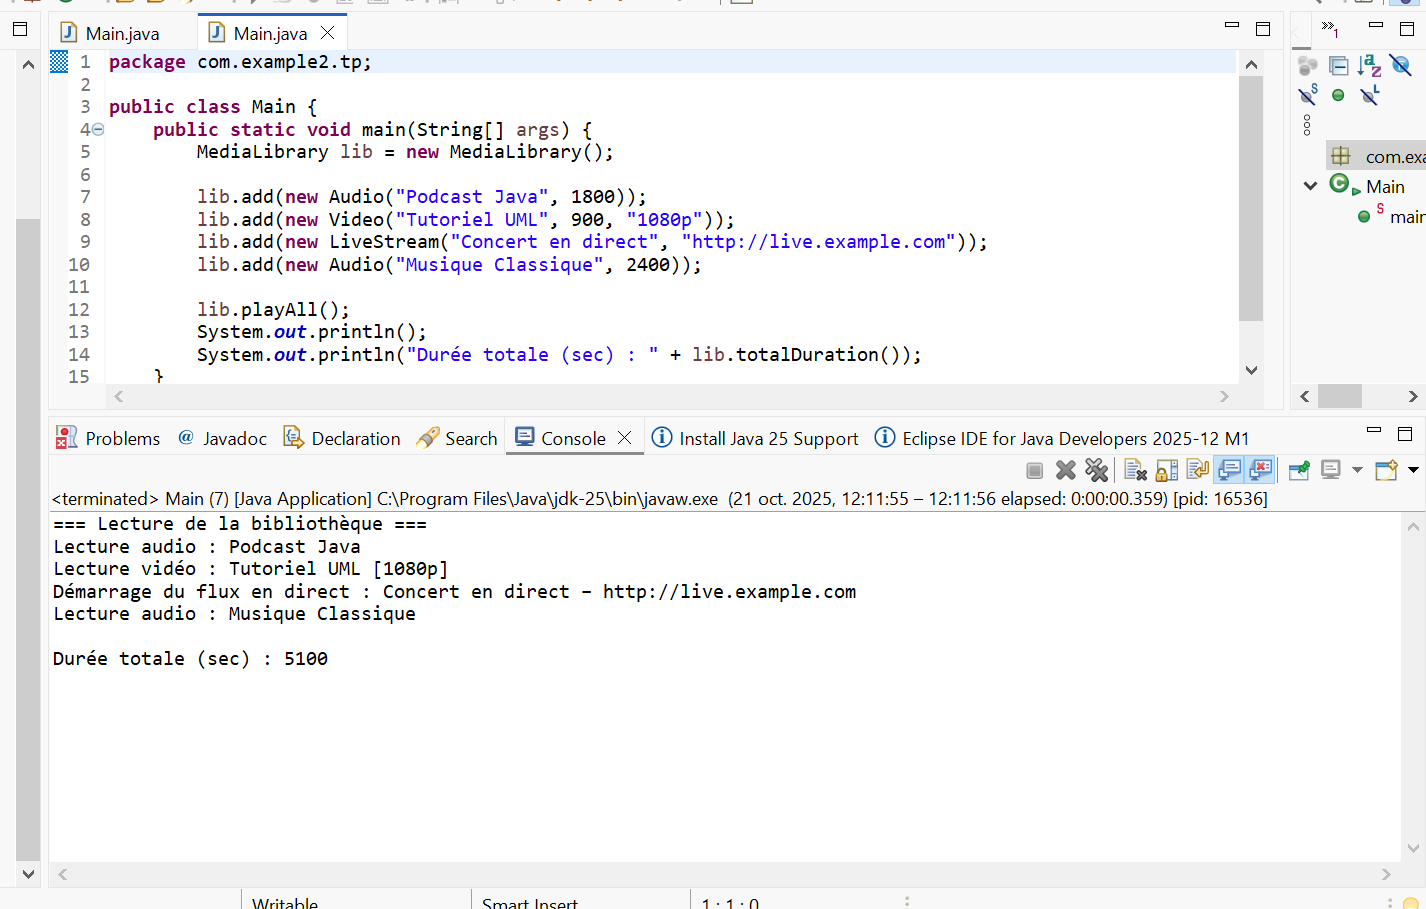 Main.java
Main.java
1
1 package com.example2.tp;
2
3 public class Main {
4 public static void main(String[] args) {
5 MediaLibrary lib = new MediaLibrary();
6
7 lib.add(new Audio("Podcast Java", 1800));
8 lib.add(new Video("Tutoriel UML", 900, "1080p"));
9 lib.add(new LiveStream("Concert en direct", "http://live.example.com"));
10 lib.add(new Audio("Musique Classique", 2400));
11
12 lib.playAll();
13 System.out.println();
14 System.out.println("Durée totale (sec) : " + lib.totalDuration());
15 }
com.exa
Main
main
Problems Javadoc Declaration Search Console Install Java 25 Support Eclipse IDE for Java Developers 2025-12 M1
<terminated> Main (7) [Java Application] C:\Program Files\Java\jdk-25\bin\javaw.exe (21 oct. 2025, 12:11:55 – 12:11:56 elapsed: 0:00:00.359) [pid: 16536]
=== Lecture de la bibliothèque ===
Lecture audio : Podcast Java
Lecture vidéo : Tutoriel UML [1080p]
Démarrage du flux en direct : Concert en direct – http://live.example.com
Lecture audio : Musique Classique
Durée totale (sec) : 5100
Writable Smart Insert 1 : 1 : 0